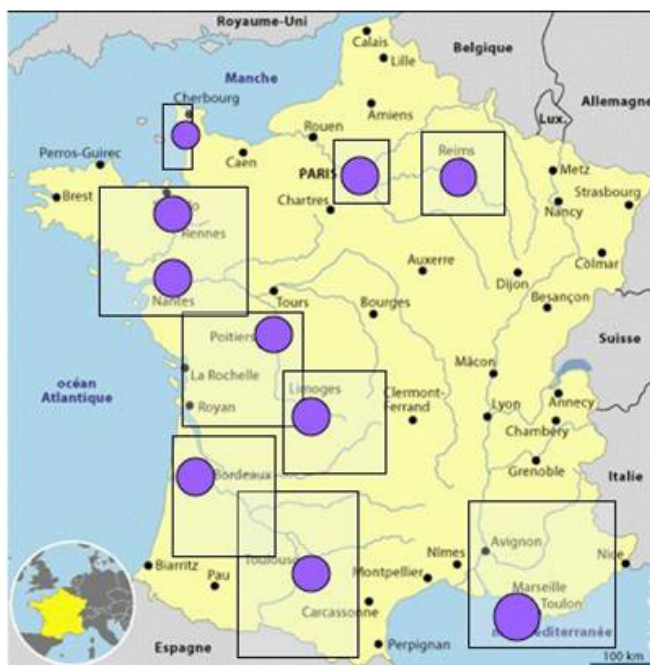 Royaume-Uni
Calais
Belgique
Lille
Manche
Cherbourg
Allemagne
Amiens
Lux.
Rouen
Reims
Perros-Guirec
Caen
PARIS
Metz
Brest
Strasbourg
Chartres
Nancy
Rennes
Auxerre
Colmar
Nantes
Tours
Bourges
Dijon
Besançon
Poitiers
Suisse
La Rochelle
Mâcon
océan
Atlantique
Limoges
Royan
Clermont-
Ferrand
Lyon
Annecy
Chambéry
Grenoble
Bordeaux
Italie
Avignon
Biarritz
Toulouse
Nîmes
Nice
Pau
Montpellier
Marseille
Carcassonne
Toulon
Perpignan
Espagne
100 km